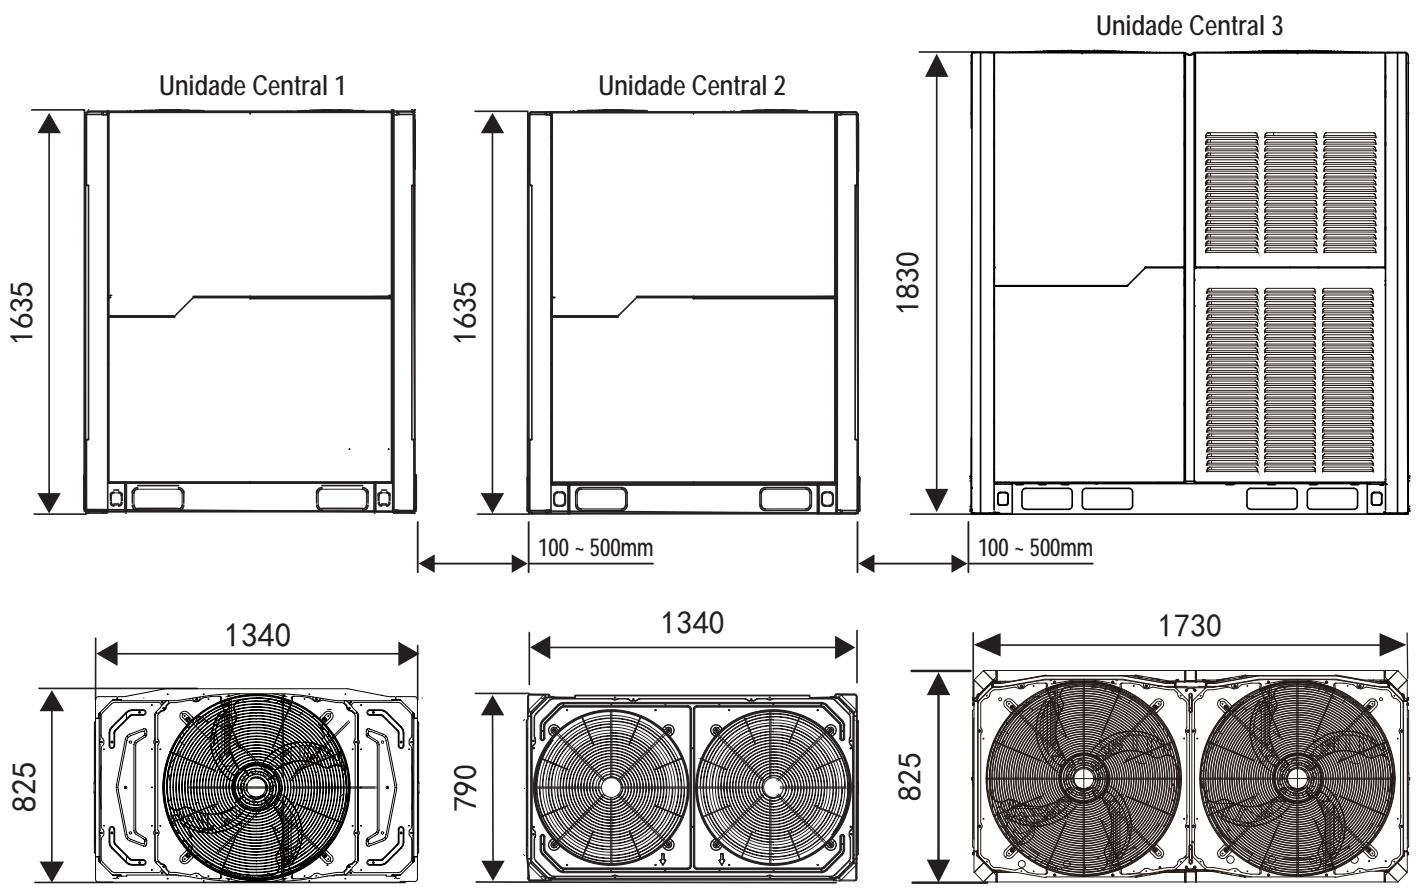 Unidade Central 3
Unidade Central 1
Unidade Central 2
1635
1635
1830
100 ~ 500mm
100 ~ 500mm
1340
1340
1730
825
790
825